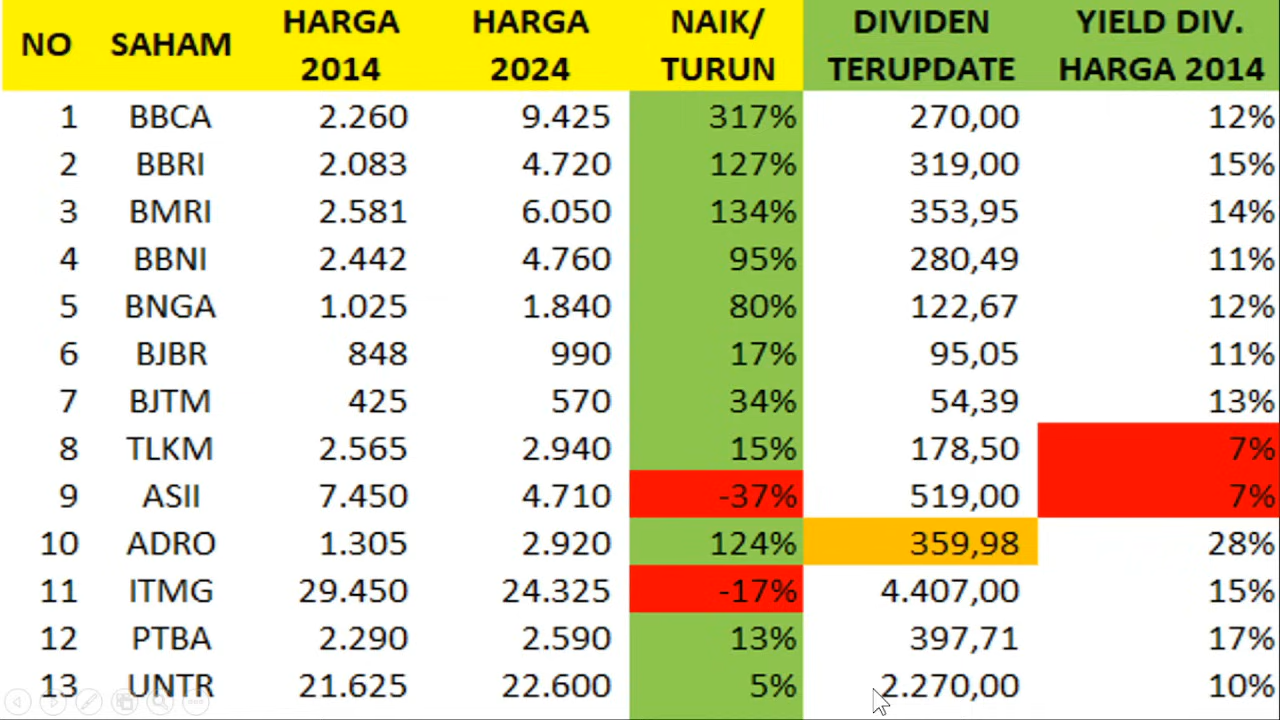 NO SAHAM HARGA 2014 HARGA 2024 NAIK/ TURUN DIVIDEN TERUPDATE YIELD DIV. HARGA 2014
1 BBCA 2.260 9.425 317% 270,00 12%
2 BBRI 2.083 4.720 127% 319,00 15%
3 BMRI 2.581 6.050 134% 353,95 14%
4 BBNI 2.442 4.760 95% 280,49 11%
5 BNGA 1.025 1.840 80% 122,67 12%
6 BJBR 848 990 17% 95,05 11%
7 BJTM 425 570 34% 54,39 13%
8 TLKM 2.565 2.940 15% 178,50 7%
9 ASII 7.450 4.710 -37% 519,00 7%
10 ADRO 1.305 2.920 124% 359,98 28%
11 ITMG 29.450 24.325 -17% 4.407,00 15%
12 PTBA 2.290 2.590 13% 397,71 17%
13 UNTR 21.625 22.600 5% 2.270,00 10%